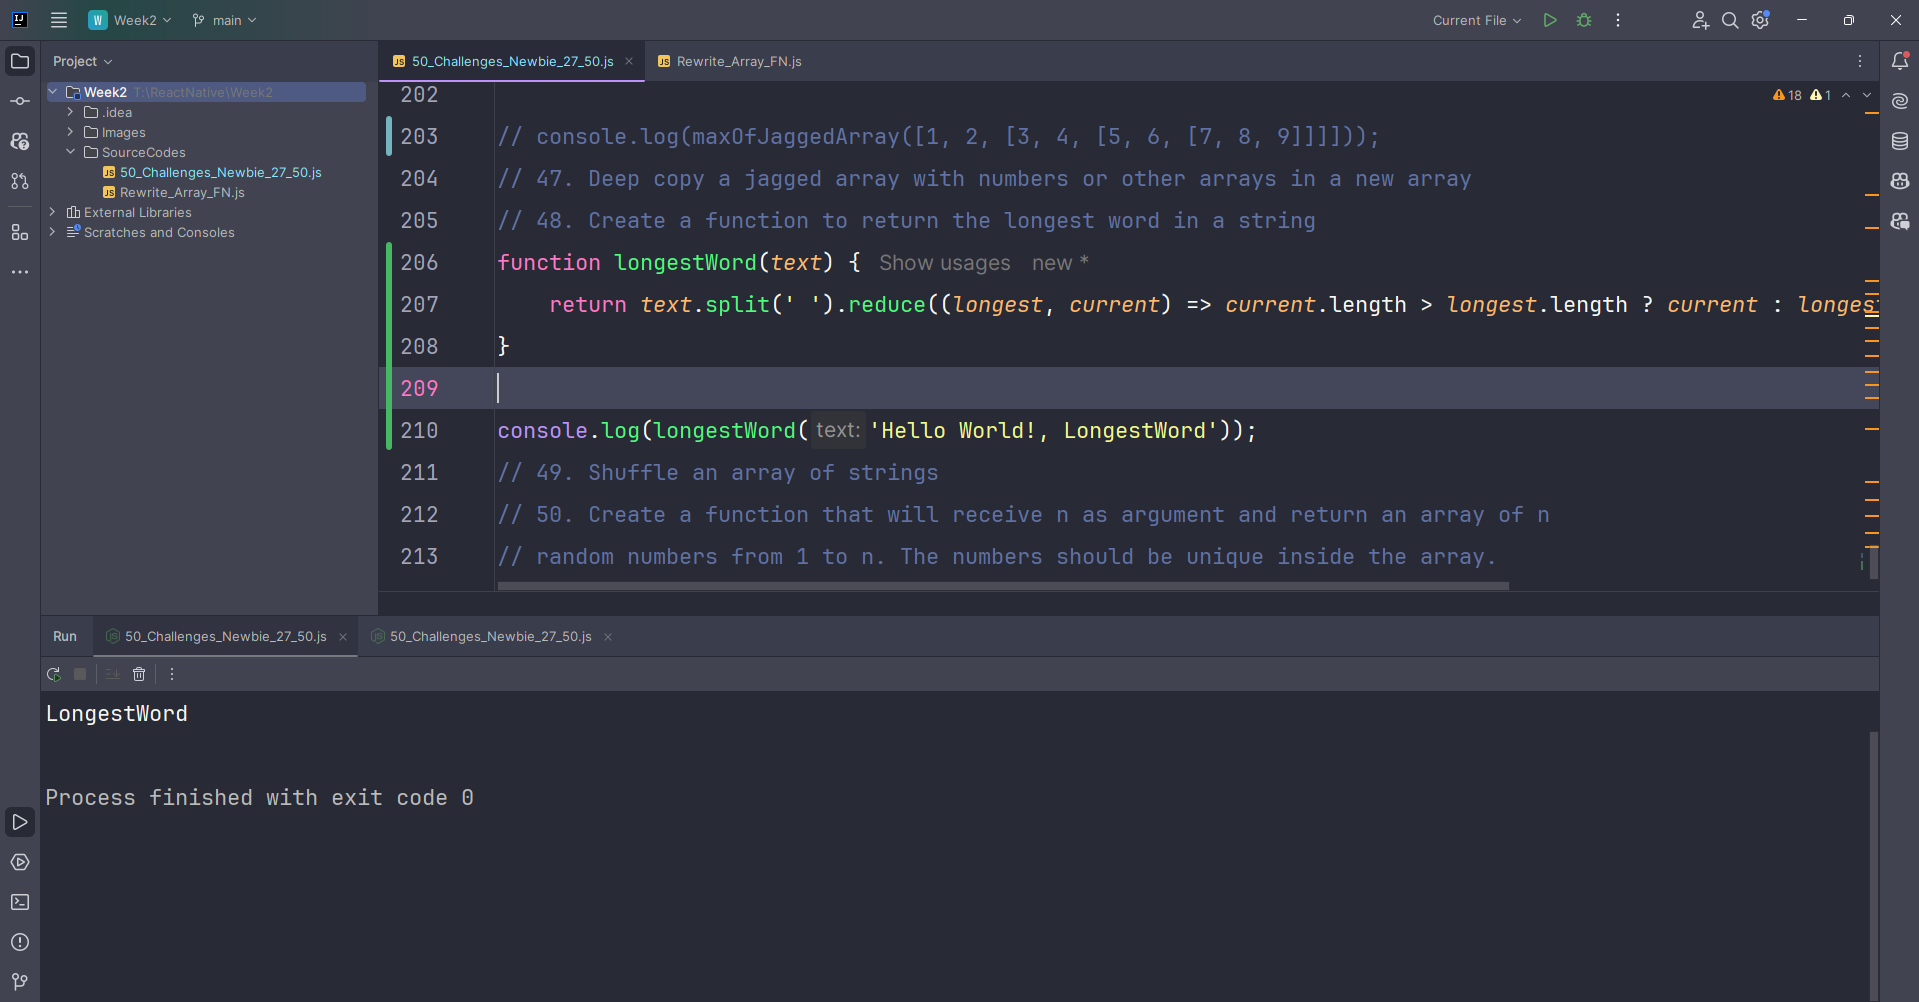 W Week2 main Current File
Project
50_Challenges_Newbie_27_50.js
Rewrite_Array_FN.js
Week2 T:\ReactNative\Week2
.idea
Images
SourceCodes
50_Challenges_Newbie_27_50.js
Rewrite_Array_FN.js
External Libraries
Scratches and Consoles
18 1
202
203 // console.log(maxOfJaggedArray([1, 2, [3, 4, [5, 6, [7, 8, 9]]]]));
204 // 47. Deep copy a jagged array with numbers or other arrays in a new array
205 // 48. Create a function to return the longest word in a string
206 function longestWord(text) { Show usages new *
207 return text.split(' ').reduce((longest, current) => current.length > longest.length ? current : longes
208 }
209
210 console.log(longestWord( text: 'Hello World!, LongestWord'));
211 // 49. Shuffle an array of strings
212 // 50. Create a function that will receive n as argument and return an array of n
213 // random numbers from 1 to n. The numbers should be unique inside the array.
Run 50_Challenges_Newbie_27_50.js 50_Challenges_Newbie_27_50.js
LongestWord
Process finished with exit code 0